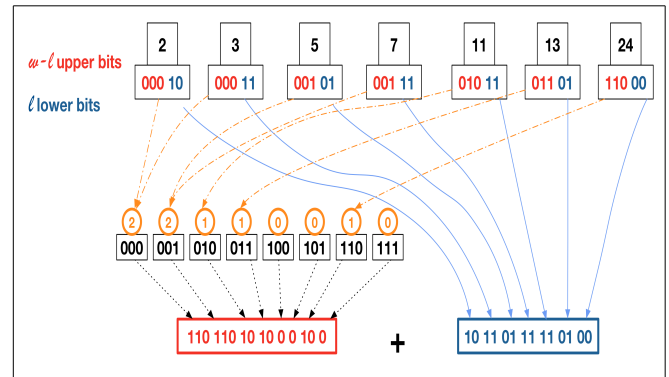 2 3 5 7 11 13 24
w-ℓ upper bits 000 10 000 11 001 01 001 11 010 11 011 01 110 00
ℓ lower bits
2 2 1 1 0 0 1 0
000 001 010 011 100 101 110 111
110 110 10 10 0 0 10 0 + 10 11 01 11 11 01 00